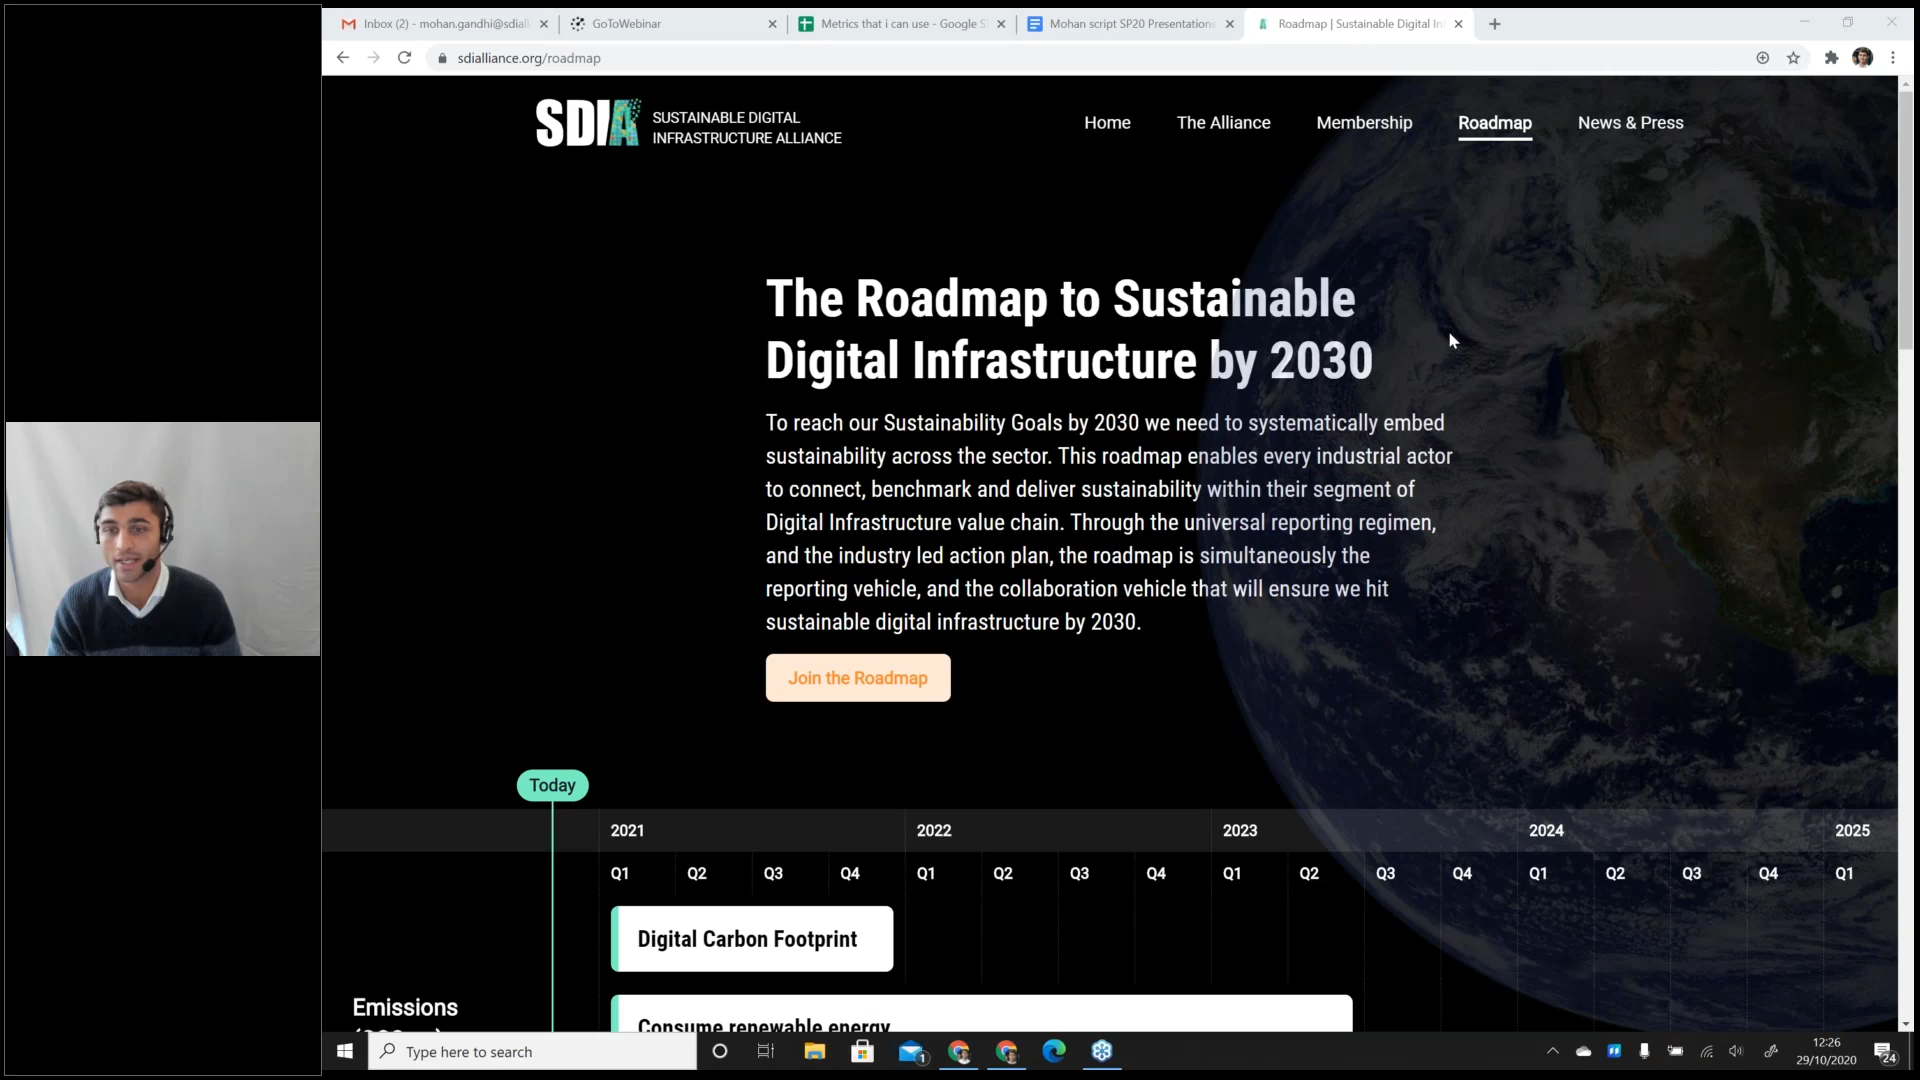 Inbox (2) - mohan.gandhi@sdiall
GoToWebinar
Metrics that i can use - Google S
Mohan script SP20 Presentations
Roadmap | Sustainable Digital In
sdialliance.org/roadmap
SDIA
SUSTAINABLE DIGITAL
INFRASTRUCTURE ALLIANCE
Home
The Alliance
Membership
Roadmap
News & Press
The Roadmap to Sustainable
Digital Infrastructure by 2030
To reach our Sustainability Goals by 2030 we need to systematically embed
sustainability across the sector. This roadmap enables every industrial actor
to connect, benchmark and deliver sustainability within their segment of
Digital Infrastructure value chain. Through the universal reporting regimen,
and the industry led action plan, the roadmap is simultaneously the
reporting vehicle, and the collaboration vehicle that will ensure we hit
sustainable digital infrastructure by 2030.
Join the Roadmap
Today
2021 2022 2023 2024 2025
Q1 Q2 Q3 Q4 Q1 Q2 Q3 Q4 Q1 Q2 Q3 Q4 Q1 Q2 Q3 Q4 Q1
Digital Carbon Footprint
Emissions
Consume renewable energy
Type here to search
1
12:26
29/10/2020
24